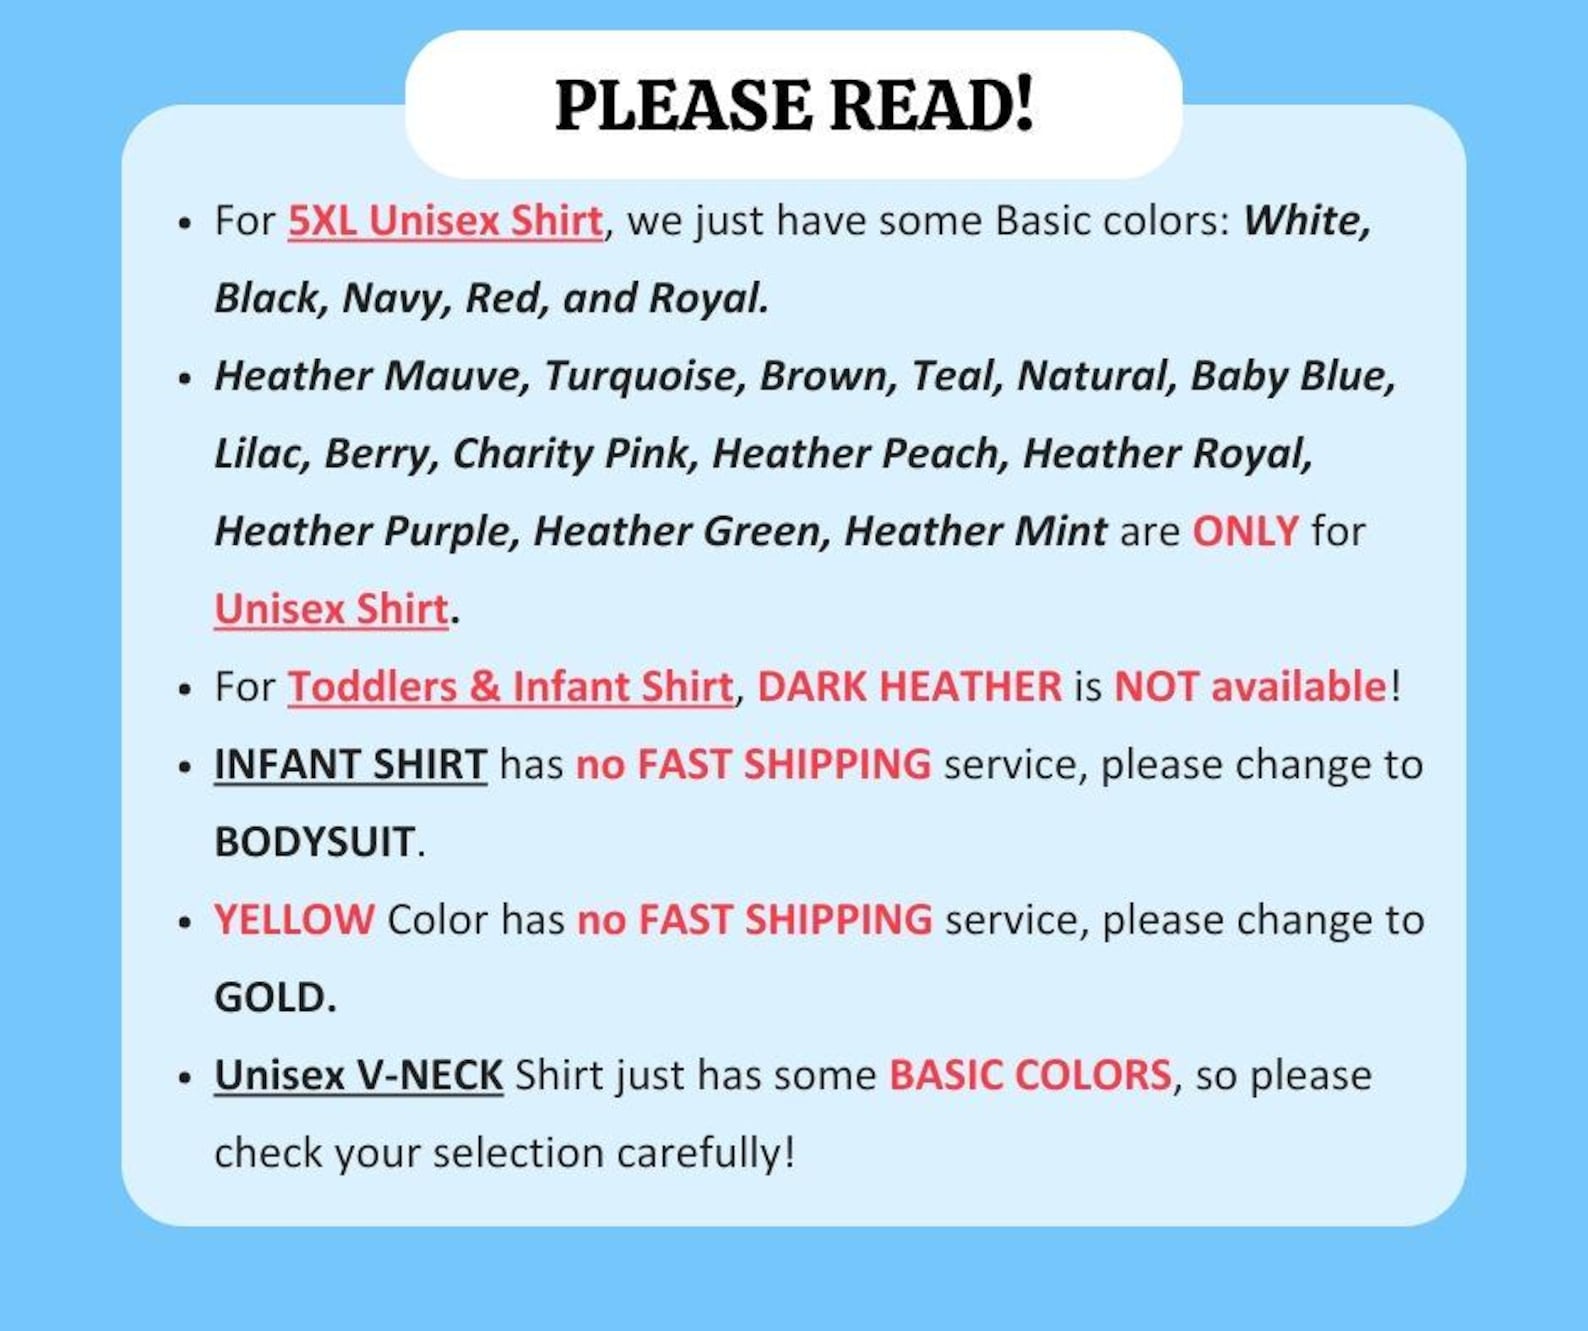 PLEASE READ!
• For 5XL Unisex Shirt, we just have some Basic colors: White,
Black, Navy, Red, and Royal.
• Heather Mauve, Turquoise, Brown, Teal, Natural, Baby Blue,
Lilac, Berry, Charity Pink, Heather Peach, Heather Royal,
Heather Purple, Heather Green, Heather Mint are ONLY for
Unisex Shirt.
• For Toddlers & Infant Shirt, DARK HEATHER is NOT available!
• INFANT SHIRT has no FAST SHIPPING service, please change to
BODYSUIT.
• YELLOW Color has no FAST SHIPPING service, please change to
GOLD.
• Unisex V-NECK Shirt just has some BASIC COLORS, so please
check your selection carefully!